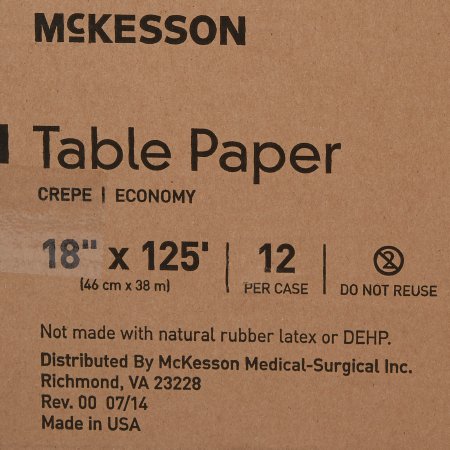 McKESSON
Table Paper
CREPE | ECONOMY
18" x 125' | 12 | 2
(46 cm x 38 m) PER CASE DO NOT REUSE
Not made with natural rubber latex or DEHP.
Distributed By McKesson Medical-Surgical Inc.
Richmond, VA 23228
Rev. 00 07/14
Made in USA